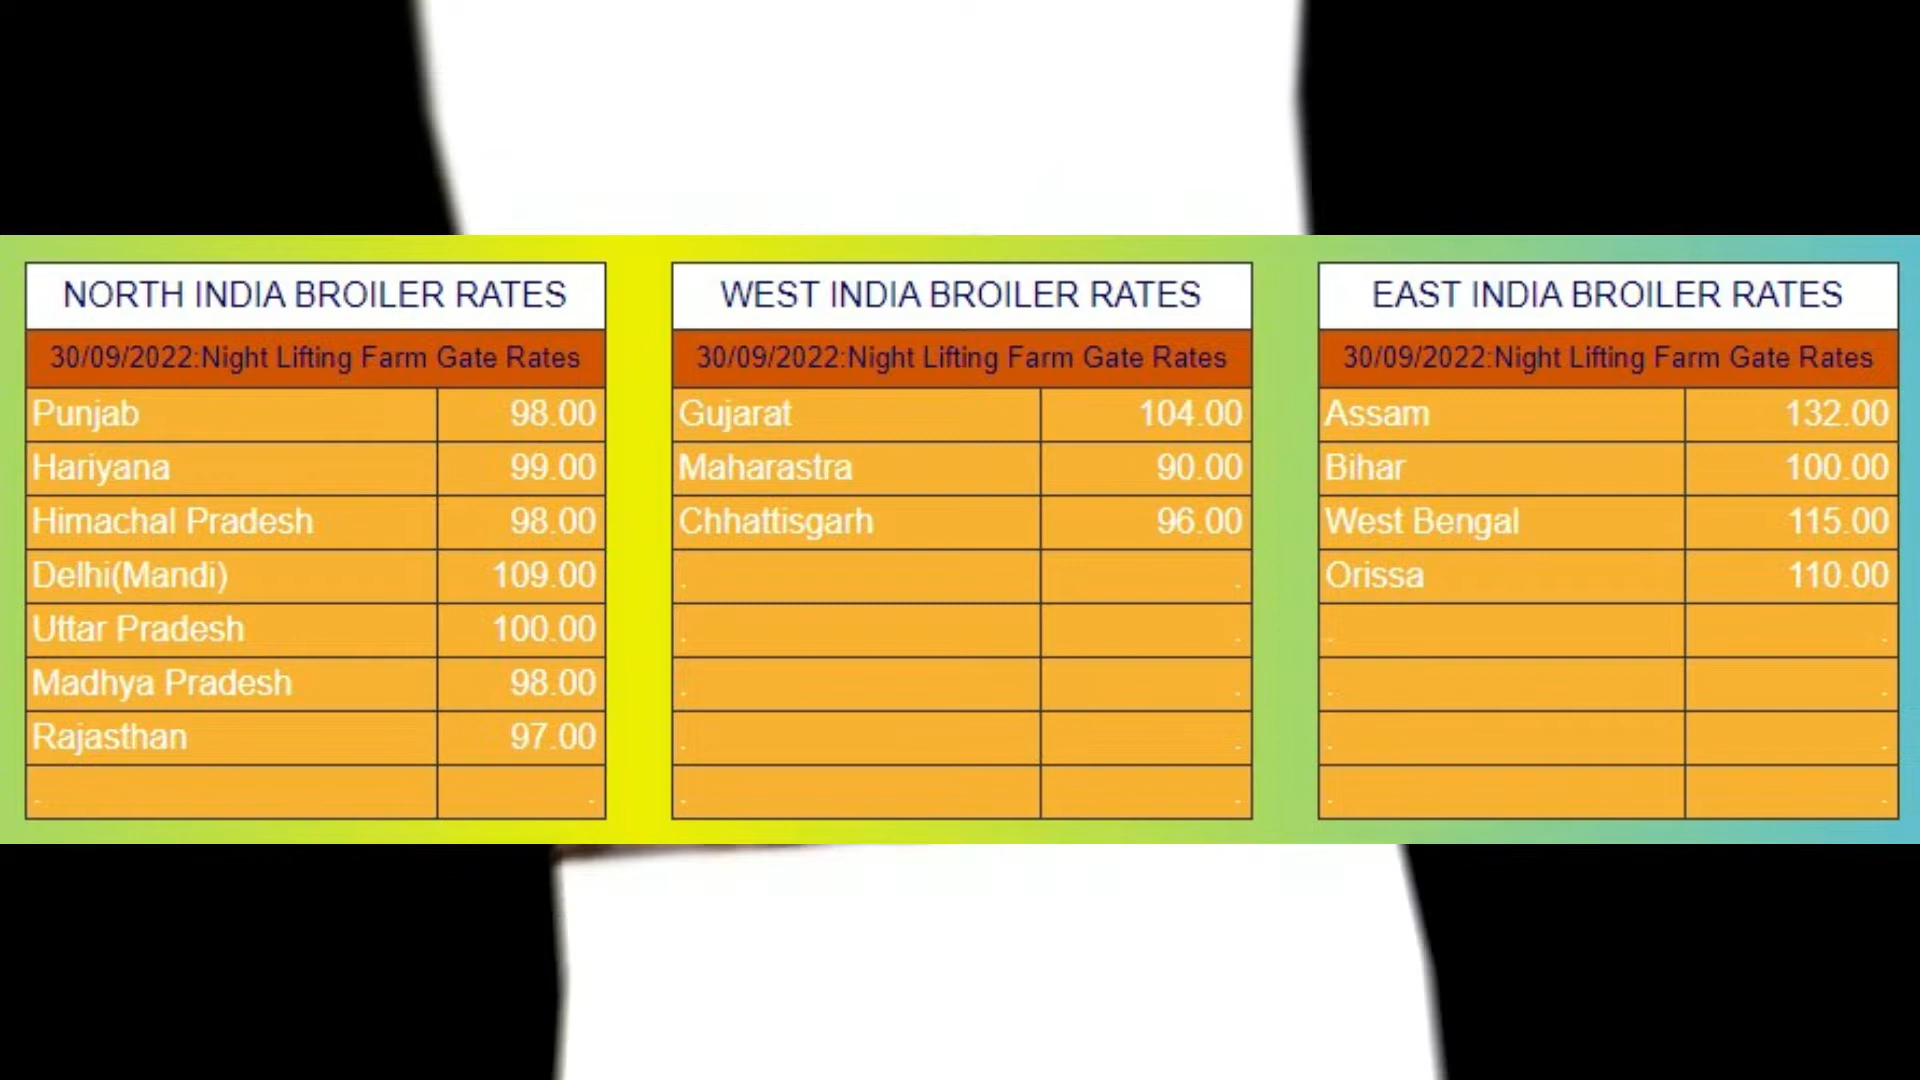 NORTH INDIA BROILER RATES
30/09/2022:Night Lifting Farm Gate Rates
Punjab 98.00
Hariyana 99.00
Himachal Pradesh 98.00
Delhi(Mandi) 109.00
Uttar Pradesh 100.00
Madhya Pradesh 98.00
Rajasthan 97.00
. .
WEST INDIA BROILER RATES
30/09/2022:Night Lifting Farm Gate Rates
Gujarat 104.00
Maharastra 90.00
Chhattisgarh 96.00
. .
. .
. .
. .
. .
EAST INDIA BROILER RATES
30/09/2022:Night Lifting Farm Gate Rates
Assam 132.00
Bihar 100.00
West Bengal 115.00
Orissa 110.00
. .
. .
. .
. .